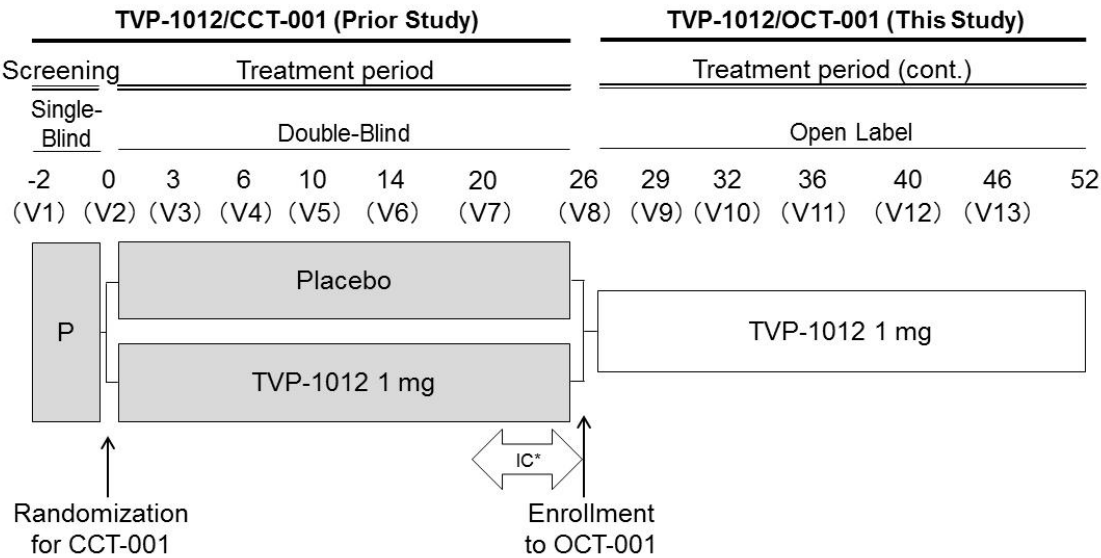 TVP-1012/CCT-001 (Prior Study) TVP-1012/OCT-001 (This Study)
Screening Treatment period Treatment period (cont.)
Single-
Blind Double-Blind Open Label
-2 0 3 6 10 14 20 26 29 32 36 40 46 52
(V1) (V2) (V3) (V4) (V5) (V6) (V7) (V8) (V9) (V10) (V11) (V12) (V13)
Placebo
P
TVP-1012 1 mg
TVP-1012 1 mg
IC*
Randomization
for CCT-001
Enrollment
to OCT-001